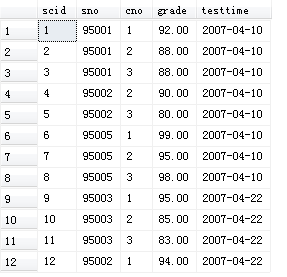 scid sno cno grade testtime
1 1 95001 1 92.00 2007-04-10
2 2 95001 2 88.00 2007-04-10
3 3 95001 3 88.00 2007-04-10
4 4 95002 2 90.00 2007-04-10
5 5 95002 3 80.00 2007-04-10
6 6 95005 1 99.00 2007-04-10
7 7 95005 2 95.00 2007-04-10
8 8 95005 3 98.00 2007-04-10
9 9 95003 1 95.00 2007-04-22
10 10 95003 2 85.00 2007-04-22
11 11 95003 3 83.00 2007-04-22
12 12 95002 1 94.00 2007-04-22